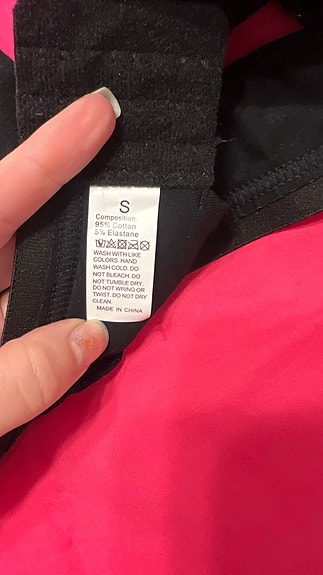 S
Composition:
95% Cotton
5% Elastane
WASH WITH LIKE
COLORS. HAND
WASH COLD. DO
NOT BLEACH. DO
NOT TUMBLE DRY.
DO NOT WRING OR
TWIST. DO NOT DRY
CLEAN.
MADE IN CHINA